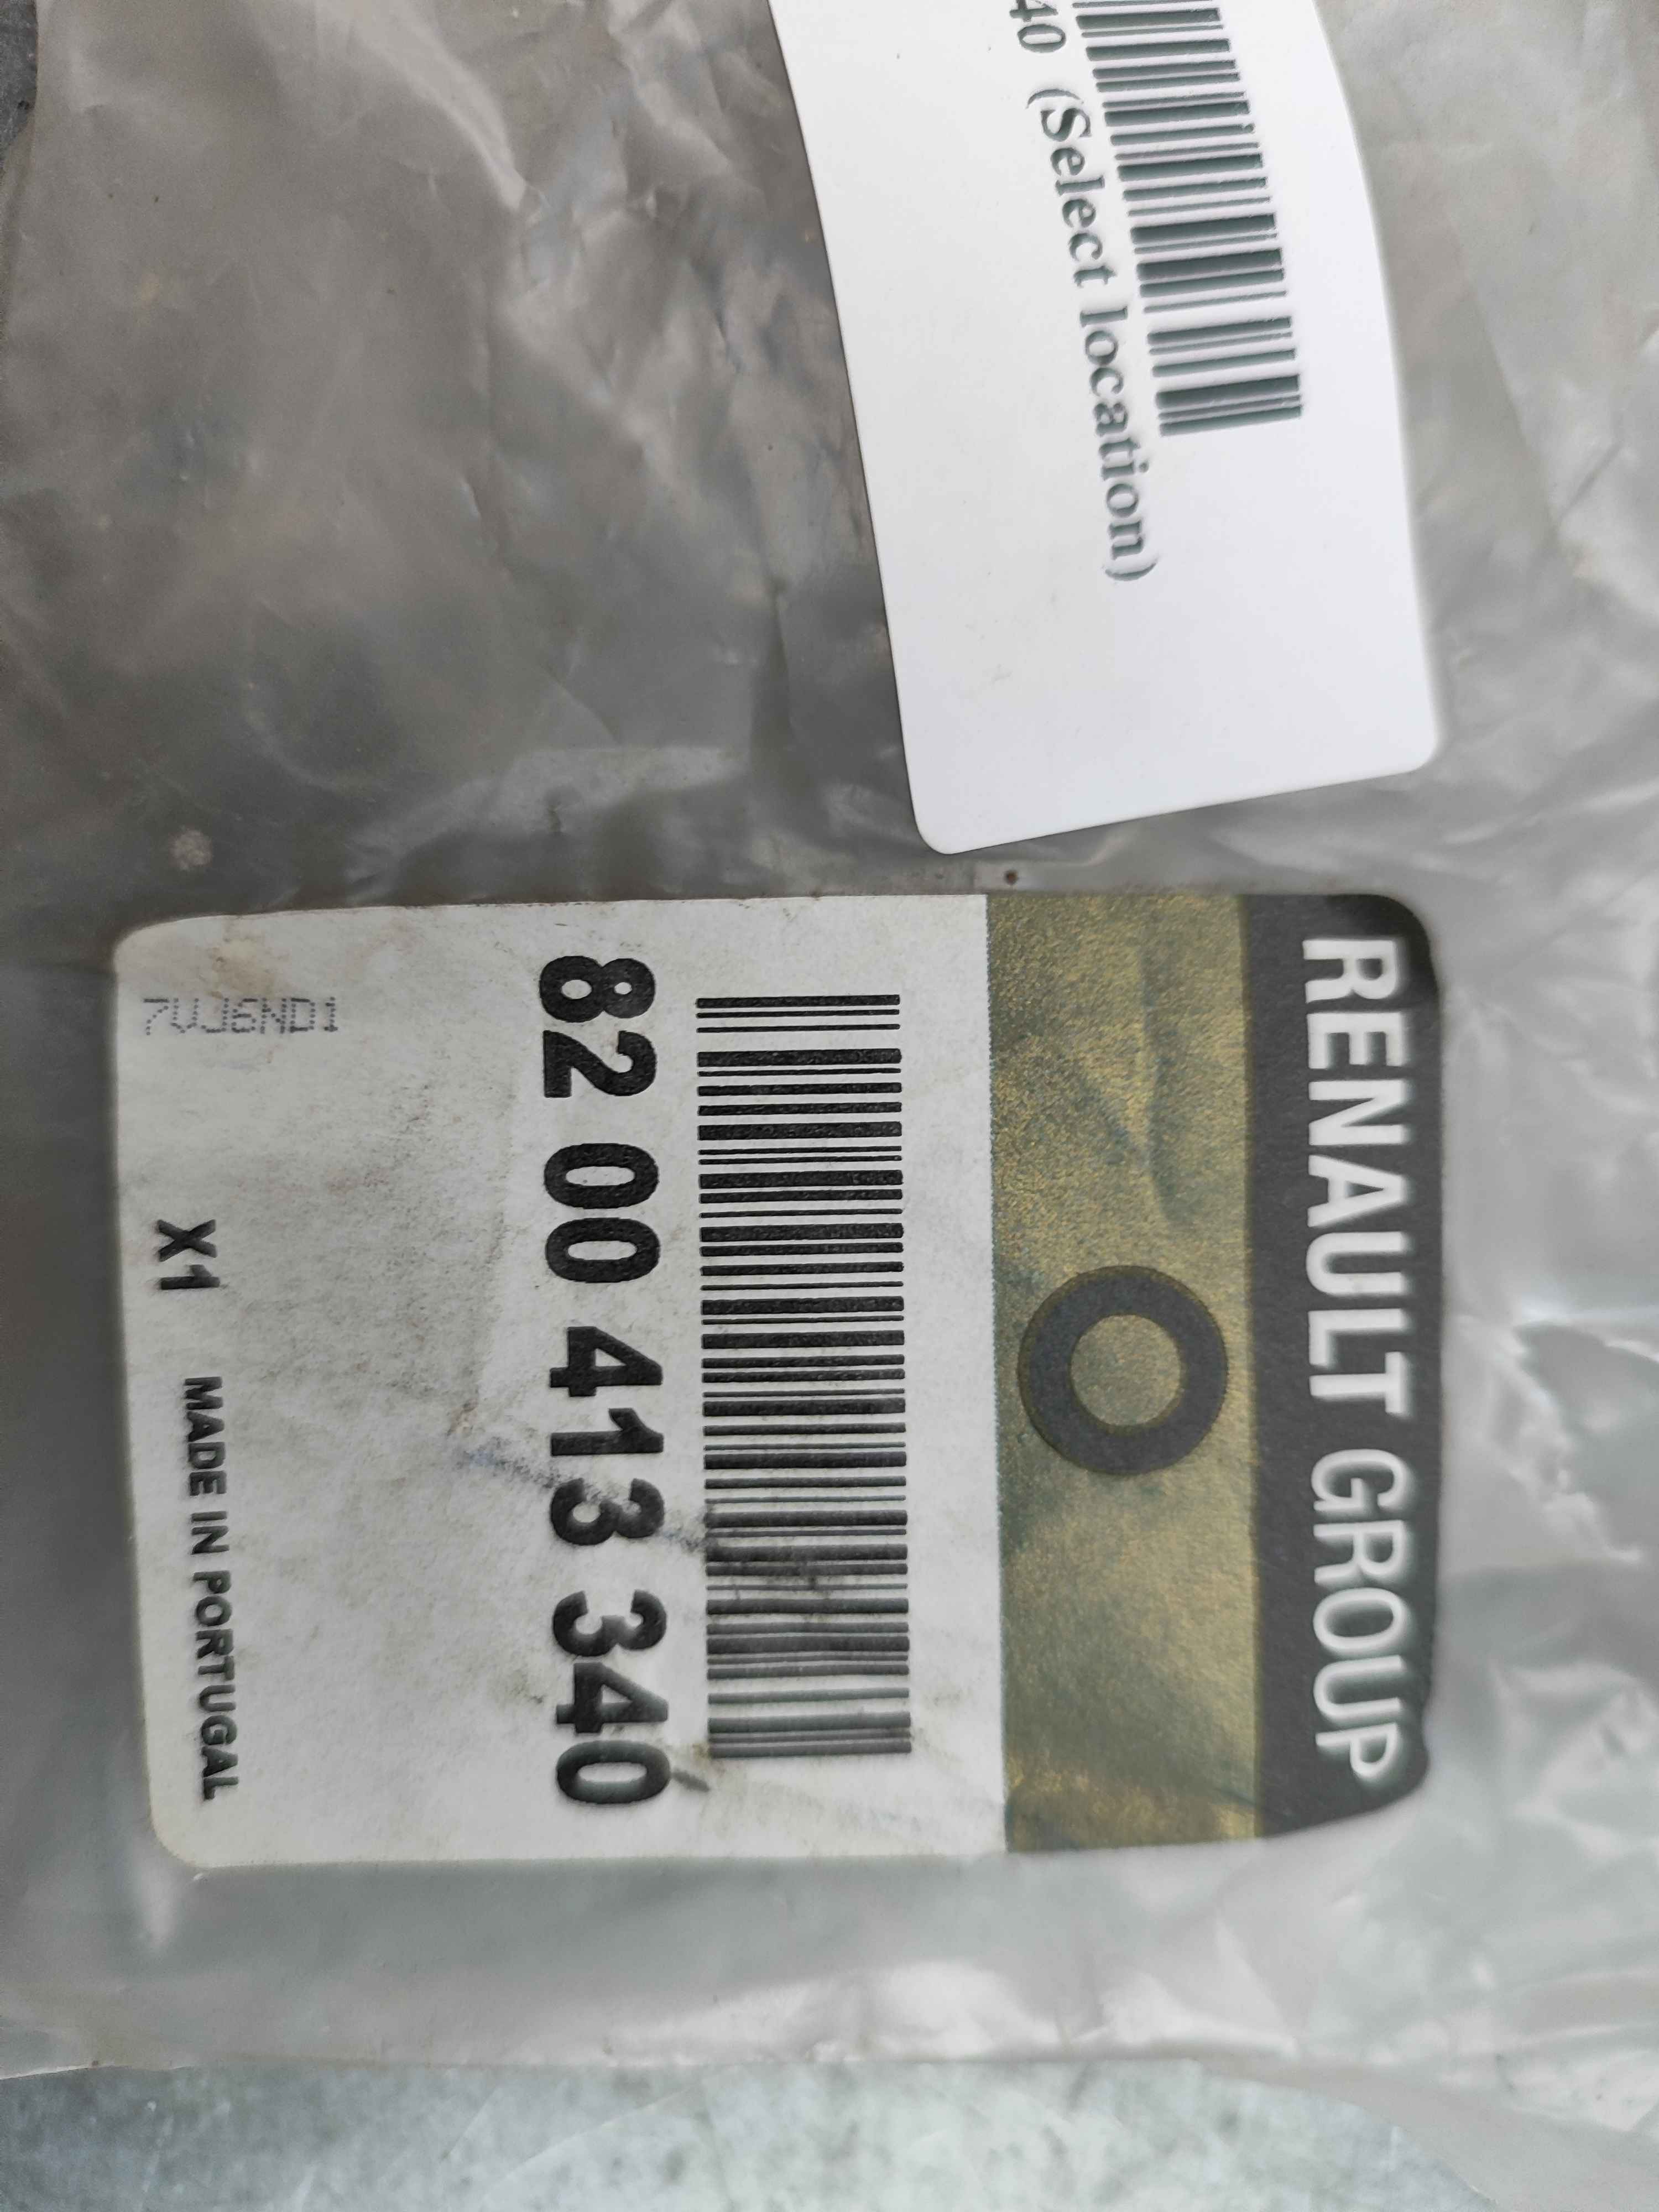 40 (Select location)
RENAULT GROUP
82 00 413 340
7VJ6ND1
X1 MADE IN PORTUGAL